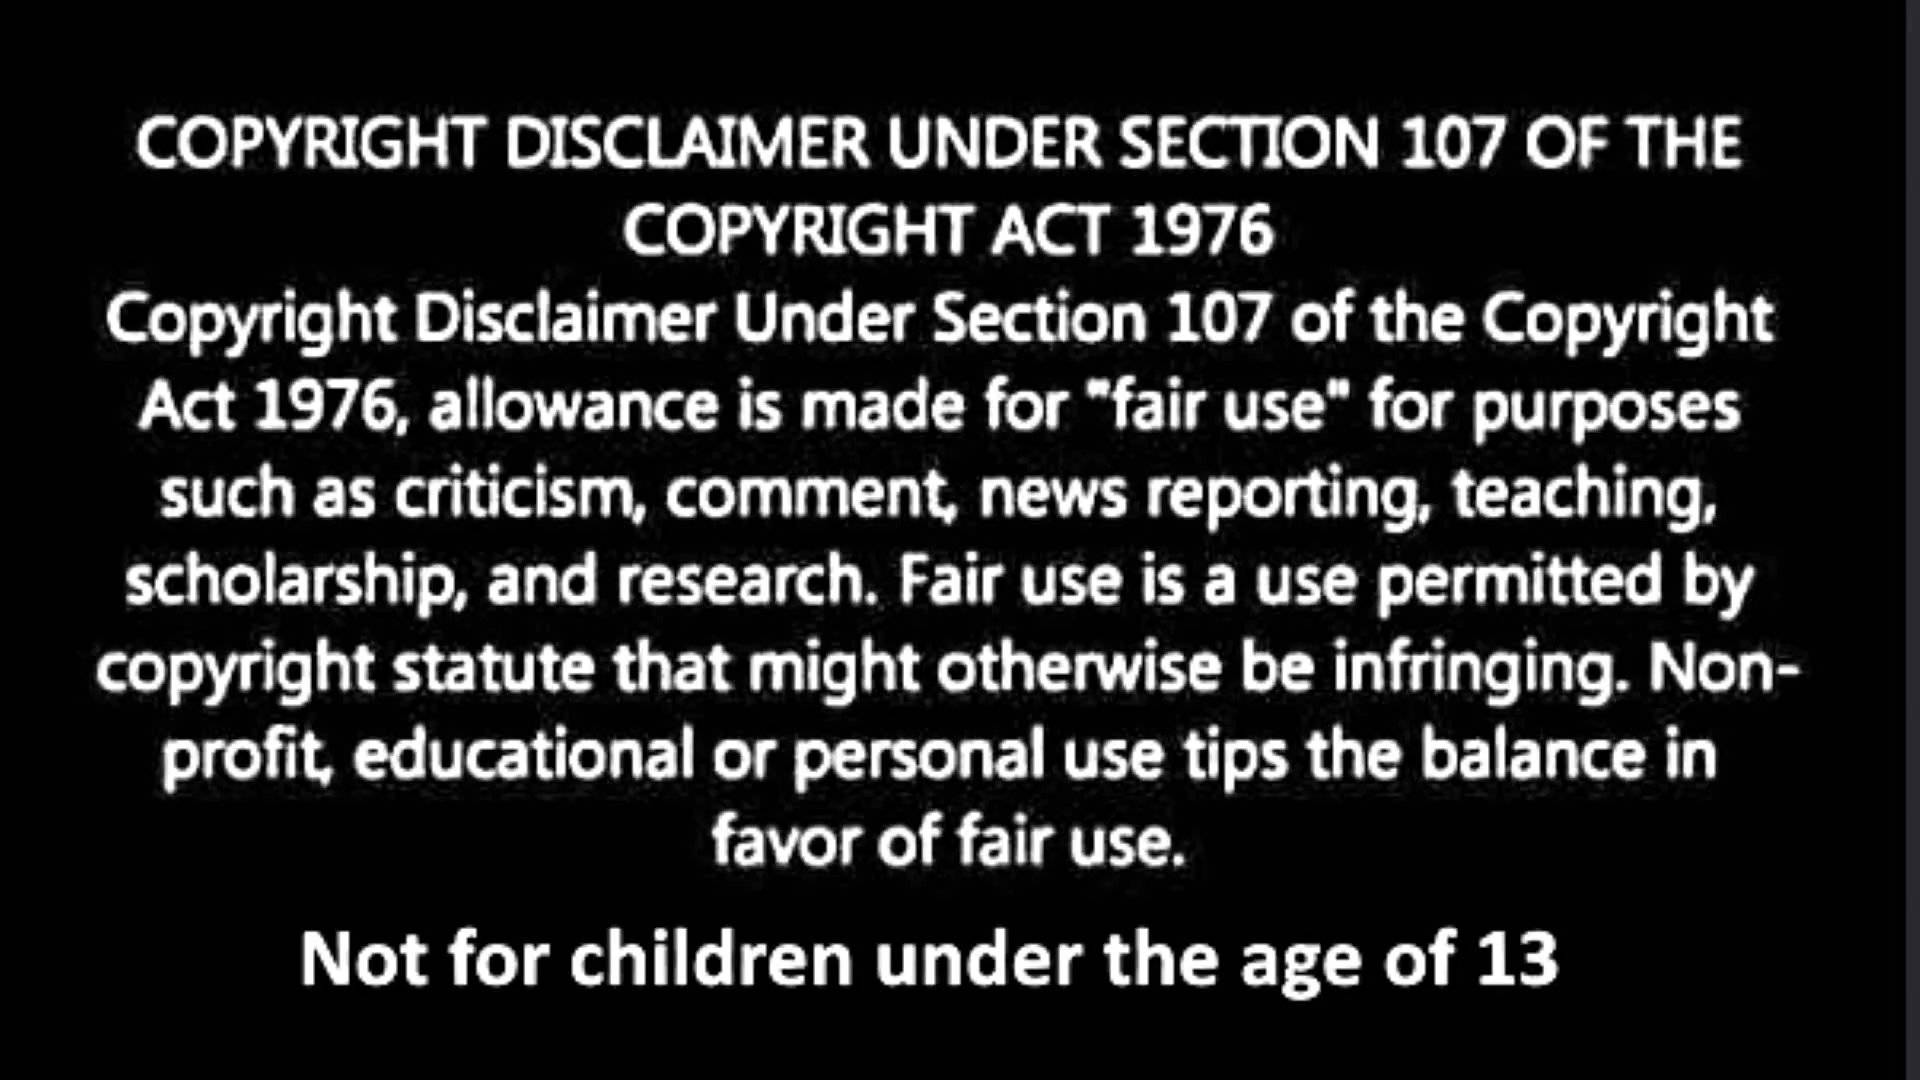 COPYRIGHT DISCLAIMER UNDER SECTION 107 OF THE
COPYRIGHT ACT 1976
Copyright Disclaimer Under Section 107 of the Copyright
Act 1976, allowance is made for "fair use" for purposes
such as criticism, comment, news reporting, teaching,
scholarship, and research. Fair use is a use permitted by
copyright statute that might otherwise be infringing. Non-
profit, educational or personal use tips the balance in
favor of fair use.
Not for children under the age of 13